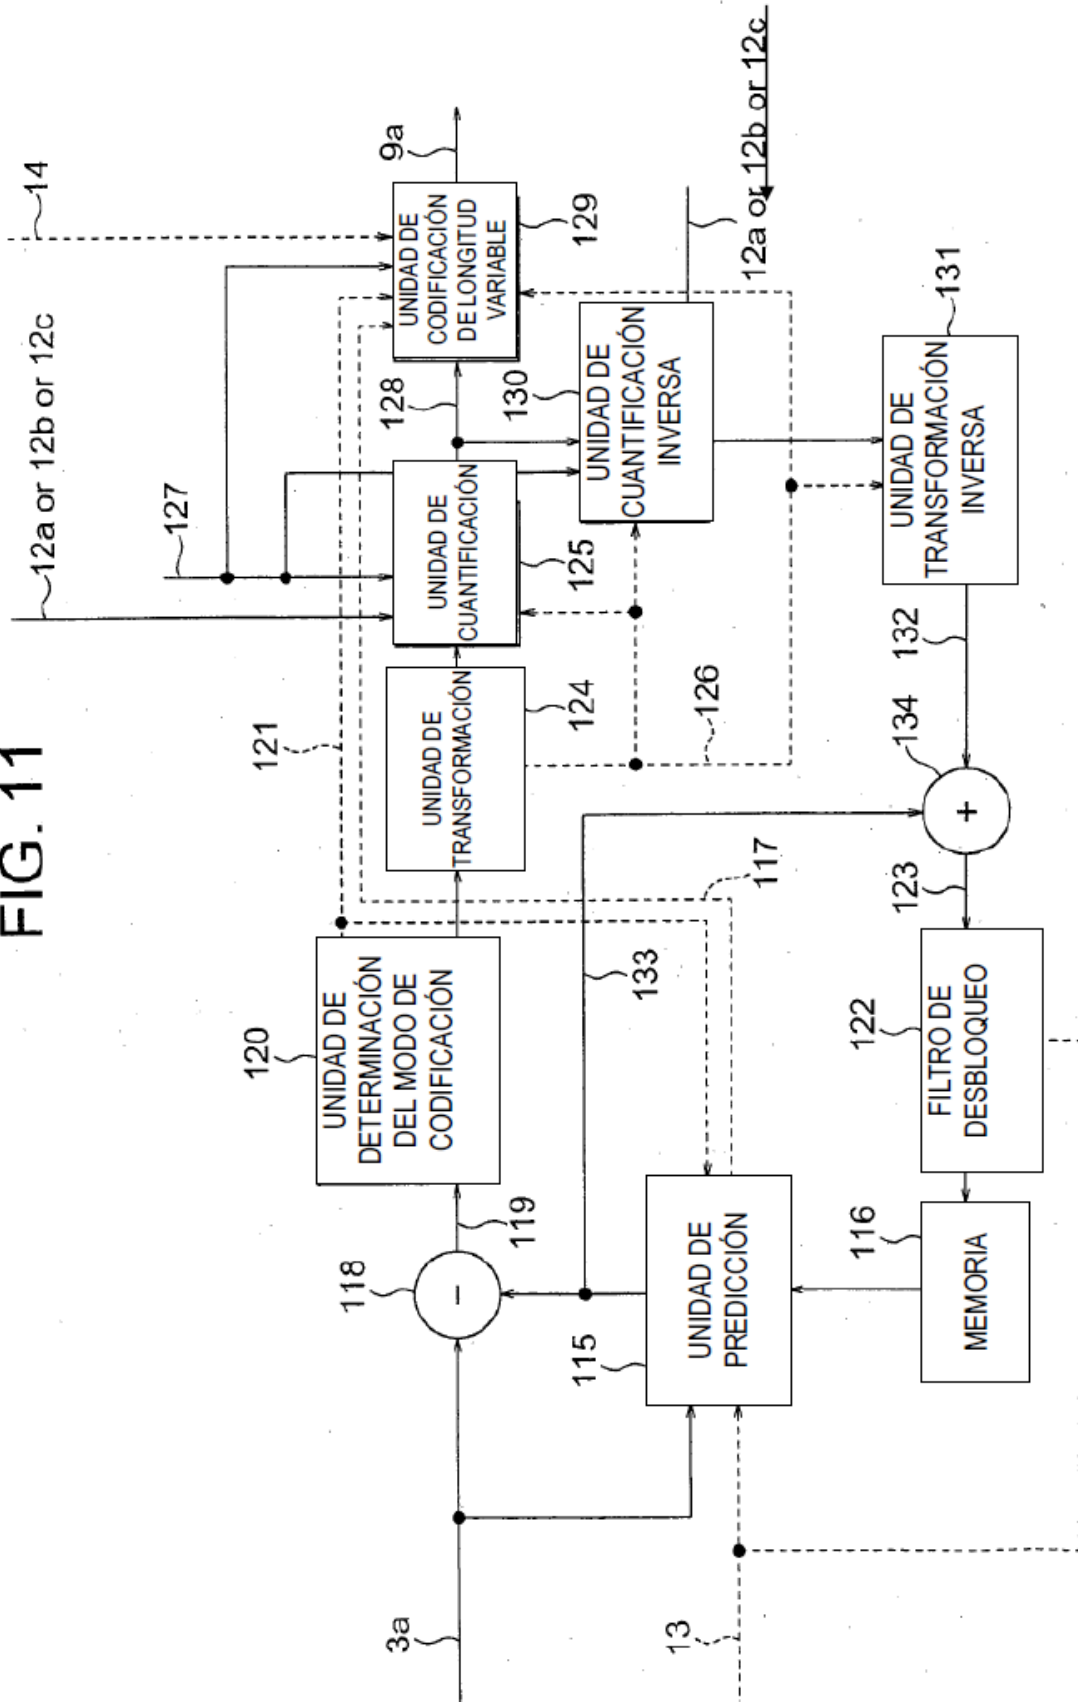 FIG. 11
3a
13
118
119
115
UNIDAD DE
PREDICCIÓN
120
UNIDAD DE
DETERMINACIÓN
DEL MODO DE
CODIFICACIÓN
121
133
117
116
MEMORIA
122
FILTRO DE
DESBLOQUEO
123
134
+
-
132
UNIDAD DE
TRANSFORMACIÓN
124
126
12a or 12b or 12c
127
UNIDAD DE
CUANTIFICACIÓN
125
128
130
UNIDAD DE
CUANTIFICACIÓN
INVERSA
14
UNIDAD DE
CODIFICACIÓN
DE LONGITUD
VARIABLE
129
9a
12a or 12b or 12c
131
UNIDAD DE
TRANSFORMACIÓN
INVERSA